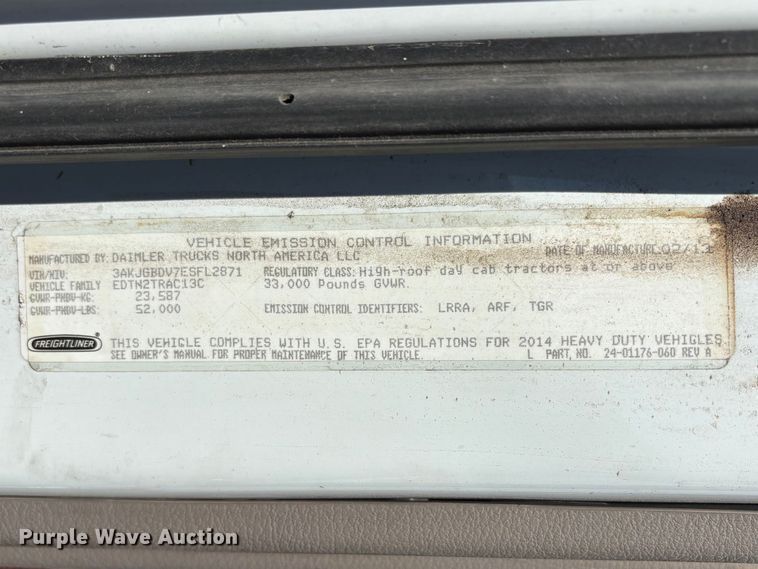 VEHICLE EMISSION CONTROL INFORMATION
MANUFACTURED BY: DAIMLER TRUCKS NORTH AMERICA LLC DATE OF MANUFACTURE: 02/13
VIN/NIV: 3AKJGBDV7ESFL2871 REGULATORY CLASS: High-roof day cab tractors at or above
VEHICLE FAMILY EDTN2TRAC13C 33,000 Pounds GVWR.
GVWR-PNBV-KG: 23,587
GVWR-PNBV-LBS: 52,000 EMISSION CONTROL IDENTIFIERS: LRRA, ARF, TGR
FREIGHTLINER THIS VEHICLE COMPLIES WITH U.S. EPA REGULATIONS FOR 2014 HEAVY DUTY VEHICLES
SEE OWNER'S MANUAL FOR PROPER MAINTENANCE OF THIS VEHICLE. L PART, NO. 24-01176-060 REV A
Purple Wave Auction